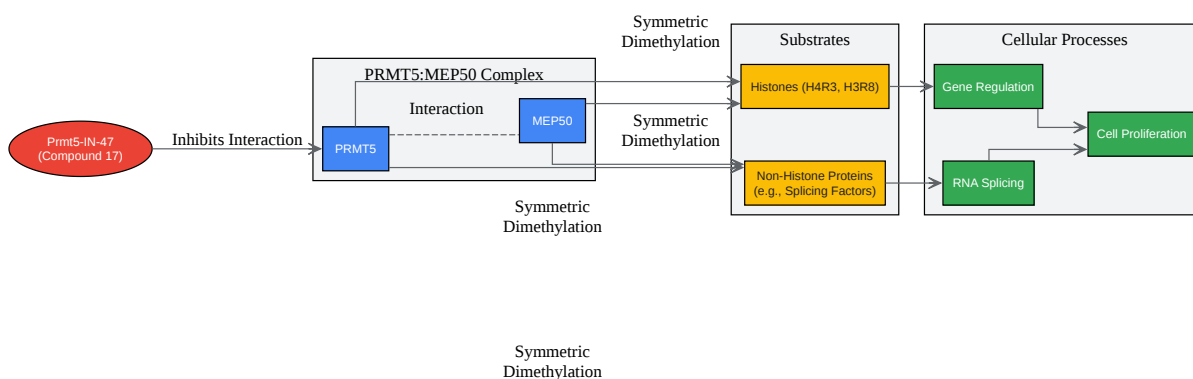 Symmetric
Dimethylation
Substrates
Cellular Processes
PRMT5:MEP50 Complex
Histones (H4R3, H3R8)
Gene Regulation
Interaction
MEP50
Symmetric
Dimethylation
Cell Proliferation
Prmt5-IN-47
(Compound 17)
Inhibits Interaction
PRMT5
Non-Histone Proteins
(e.g., Splicing Factors)
RNA Splicing
Symmetric
Dimethylation
Symmetric
Dimethylation